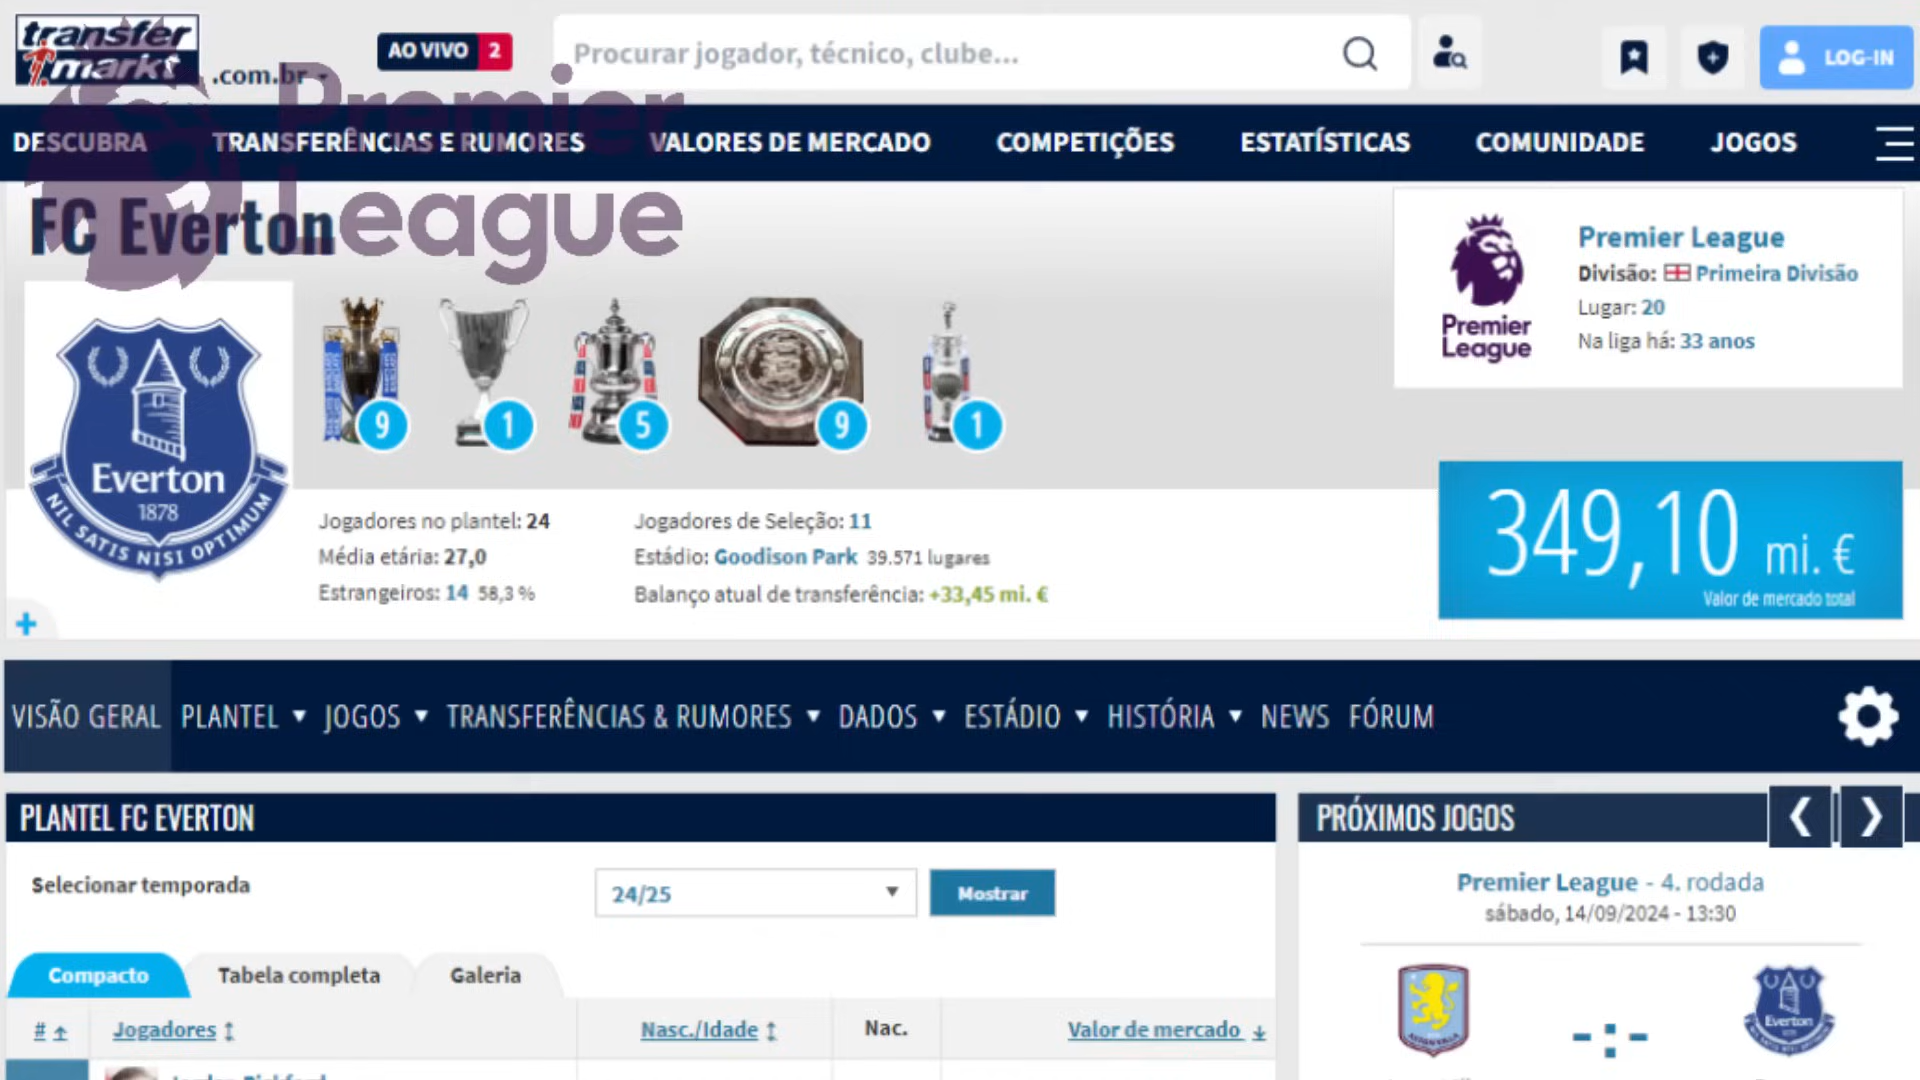 transfer
markt
.com.br
AO VIVO 2
Procurar jogador, técnico, clube...
LOG-IN
Premier
League
DESCUBRA
TRANSFERÊNCIAS E RUMORES
VALORES DE MERCADO
COMPETIÇÕES
ESTATÍSTICAS
COMUNIDADE
JOGOS
FC Everton
Premier League
Divisão: Primeira Divisão
Lugar: 20
Na liga há: 33 anos
Premier
League
Everton
1878
NIL SATIS NISI OPTIMUM
9
1
5
9
1
Jogadores no plantel: 24
Média etária: 27,0
Estrangeiros: 14 58,3 %
Jogadores de Seleção: 11
Estádio: Goodison Park 39.571 lugares
Balanço atual de transferência: +33,45 mi. €
349,10 mi. €
Valor de mercado total
VISÃO GERAL
PLANTEL
JOGOS
TRANSFERÊNCIAS & RUMORES
DADOS
ESTÁDIO
HISTÓRIA
NEWS
FÓRUM
PLANTEL FC EVERTON
Selecionar temporada
24/25
Mostrar
Compacto
Tabela completa
Galeria
#
Jogadores
Nasc./Idade
Nac.
Valor de mercado
PRÓXIMOS JOGOS
Premier League - 4. rodada
sábado, 14/09/2024 - 13:30
Everton
-:-